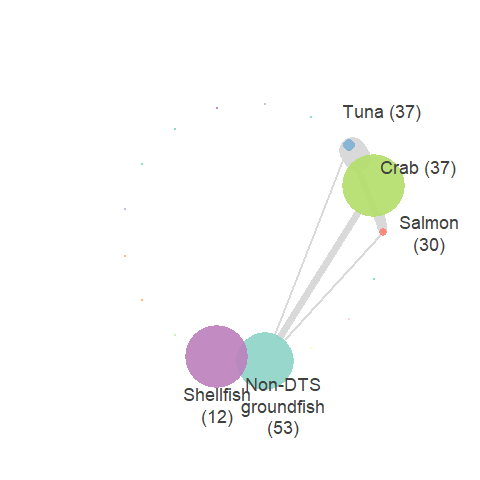 Tuna (37)
Crab (37)
Salmon
(30)
Shellfish
(12)
Non-DTS
groundfish
(53)